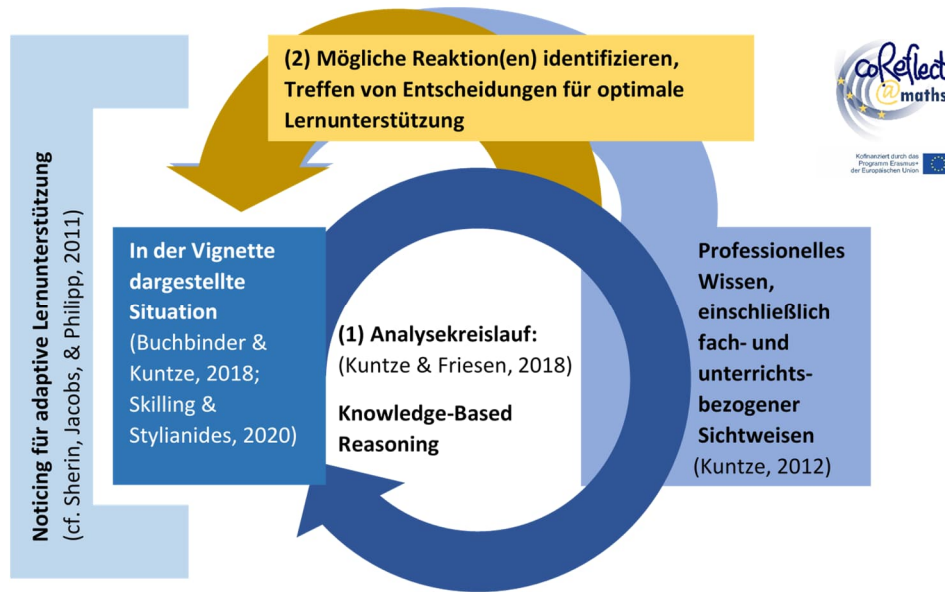 Noticing für adaptive Lernunterstützung
(cf. Sherin, Jacobs, & Philipp, 2011)
(2) Mögliche Reaktion(en) identifizieren,
Treffen von Entscheidungen für optimale
Lernunterstützung
coReflect
@maths
Kofinanziert durch das
Programm Erasmus+
der Europäischen Union
In der Vignette
dargestellte
Situation
(Buchbinder &
Kuntze, 2018;
Skilling &
Stylianides, 2020)
(1) Analysekreislauf:
(Kuntze & Friesen, 2018)
Knowledge-Based
Reasoning
Professionelles
Wissen,
einschließlich
fach- und
unterrichts-
bezogener
Sichtweisen
(Kuntze, 2012)